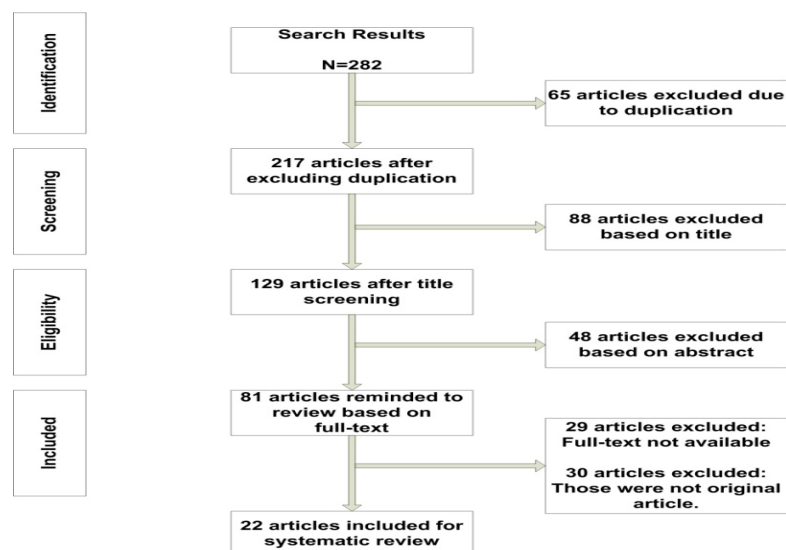 Identification
Search Results
N=282
65 articles excluded due
to duplication
Screening
217 articles after
excluding duplication
88 articles excluded
based on title
Eligibility
129 articles after title
screening
48 articles excluded
based on abstract
Included
81 articles reminded to
review based on
full-text
29 articles excluded:
Full-text not available
30 articles excluded:
Those were not original
article.
22 articles included for
systematic review